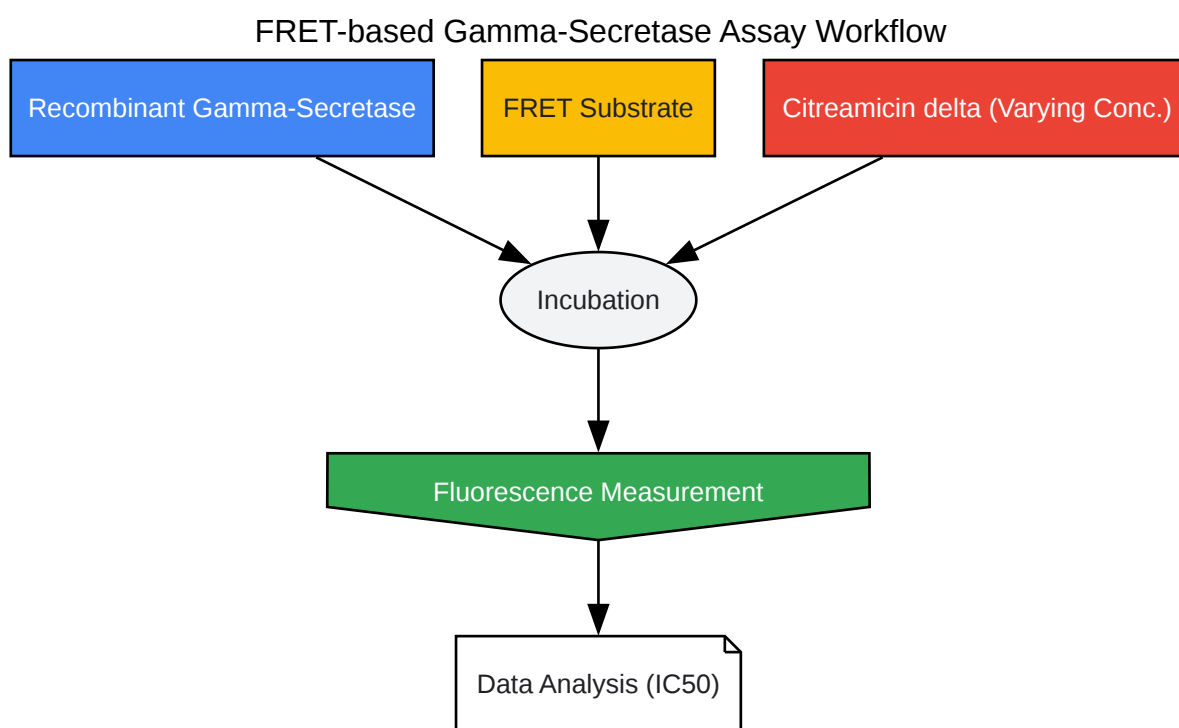 FRET-based Gamma-Secretase Assay Workflow
Recombinant Gamma-Secretase
FRET Substrate
Citreamicin delta (Varying Conc.)
Incubation
Fluorescence Measurement
Data Analysis (IC50)